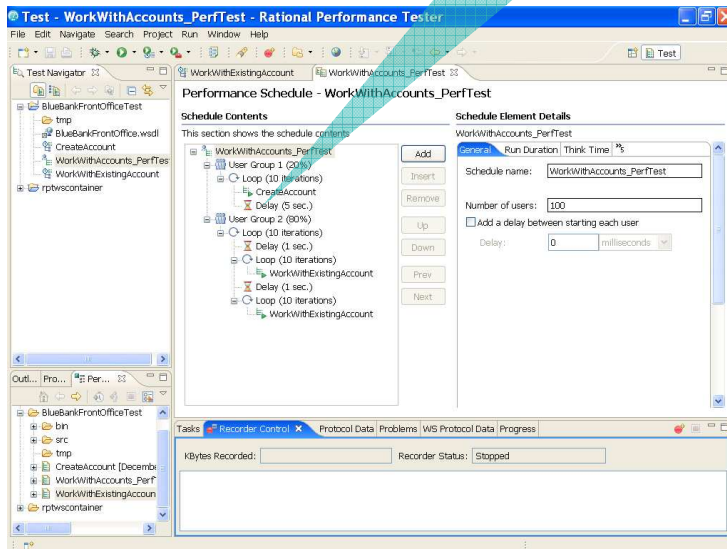 Test - WorkWithAccounts_PerfTest - Rational Performance Tester
File Edit Navigate Search Project Run Window Help
Test
Test Navigator
BlueBankFrontOfficeTest
tmp
BlueBankFrontOffice.wsdl
CreateAccount
WorkWithAccounts_PerfTes
WorkWithExistingAccount
rptwscontainer
WorkWithExistingAccount
WorkWithAccounts_PerfTest
Performance Schedule - WorkWithAccounts_PerfTest
Schedule Contents
This section shows the schedule contents
WorkWithAccounts_PerfTest
User Group 1 (20%)
Loop (10 iterations)
CreateAccount
Delay (5 sec.)
User Group 2 (80%)
Loop (10 iterations)
Delay (1 sec.)
Loop (10 iterations)
WorkWithExistingAccount
Delay (1 sec.)
Loop (10 iterations)
WorkWithExistingAccount
Add
Insert
Remove
Up
Down
Prev
Next
Schedule Element Details
WorkWithAccounts_PerfTest
General Run Duration Think Time »5
Schedule name: WorkWithAccounts_PerfTest
Number of users: 100
Add a delay between starting each user
Delay: 0 milliseconds
Outl... Pro... Per...
BlueBankFrontOfficeTest
bin
src
tmp
CreateAccount [Decembe
WorkWithAccounts_Perf
WorkWithExistingAccoun
rptwscontainer
Tasks Recorder Control Protocol Data Problems WS Protocol Data Progress
KBytes Recorded: Recorder Status: Stopped